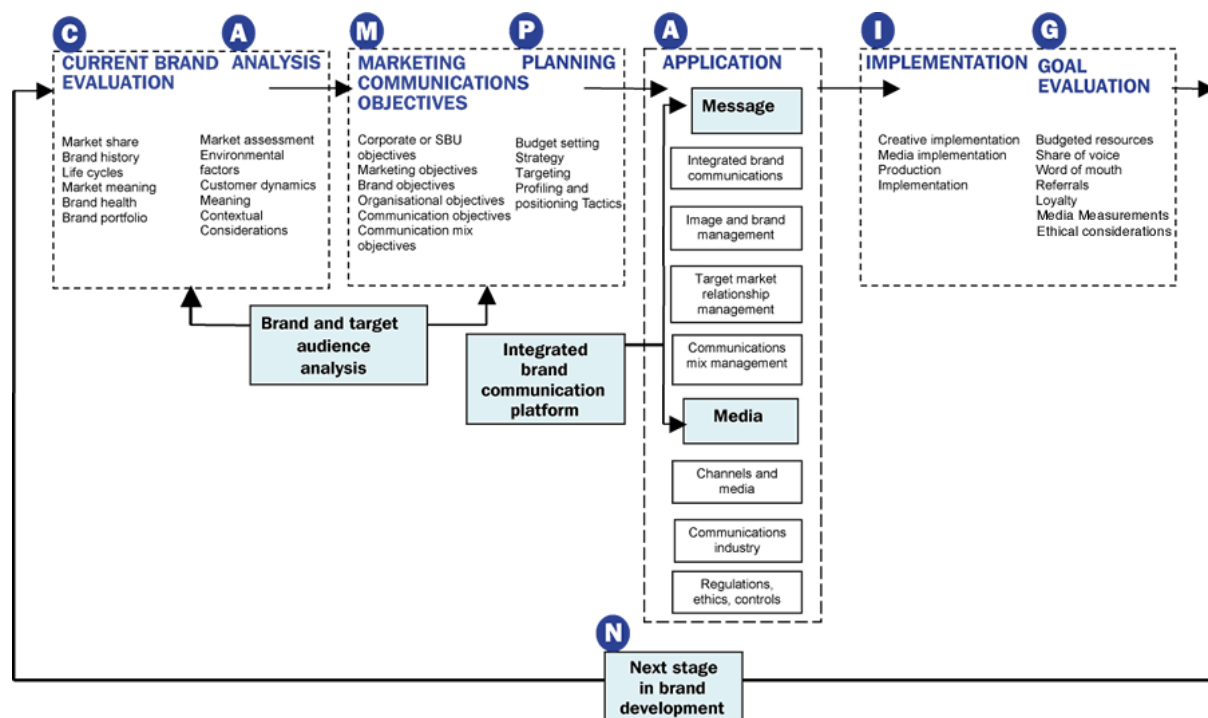 C
CURRENT BRAND
EVALUATION
Market share
Brand history
Life cycles
Market meaning
Brand health
Brand portfolio
A
ANALYSIS
Market assessment
Environmental
factors
Customer dynamics
Meaning
Contextual
Considerations
M
MARKETING
COMMUNICATIONS
OBJECTIVES
Corporate or SBU
objectives
Marketing objectives
Brand objectives
Organisational objectives
Communication objectives
Communication mix
objectives
P
PLANNING
Budget setting
Strategy
Targeting
Profiling and
positioning Tactics
Brand and target
audience
analysis
Integrated
brand
communication
platform
A
APPLICATION
Message
Integrated brand
communications
Image and brand
management
Target market
relationship
management
Communications
mix management
Media
Channels and
media
Communications
industry
Regulations,
ethics, controls
I
IMPLEMENTATION
Creative implementation
Media implementation
Production
Implementation
G
GOAL
EVALUATION
Budgeted resources
Share of voice
Word of mouth
Referrals
Loyalty
Media Measurements
Ethical considerations
N
Next stage
in brand
development